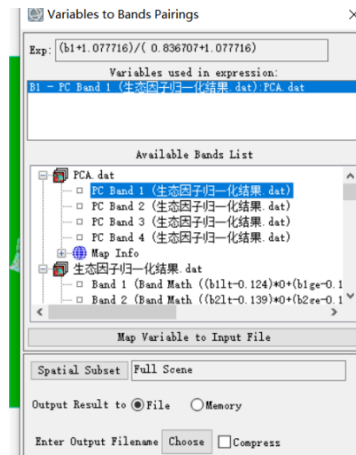 Variables to Bands Pairings
Exp: (b1+1.077716)/( 0.836707+1.077716)
Variables used in expression:
B1 - PC Band 1 (生态因子归一化结果.dat):PCA.dat
Available Bands List
PCA.dat
PC Band 1 (生态因子归一化结果.dat)
PC Band 2 (生态因子归一化结果.dat)
PC Band 3 (生态因子归一化结果.dat)
PC Band 4 (生态因子归一化结果.dat)
Map Info
生态因子归一化结果.dat
Band 1 (Band Math ((b1lt-0.124)*0+(b1ge-0.1
Band 2 (Band Math ((b2lt-0.139)*0+(b2ge-0.1
Map Variable to Input File
Spatial Subset Full Scene
Output Result to File Memory
Enter Output Filename Choose Compress